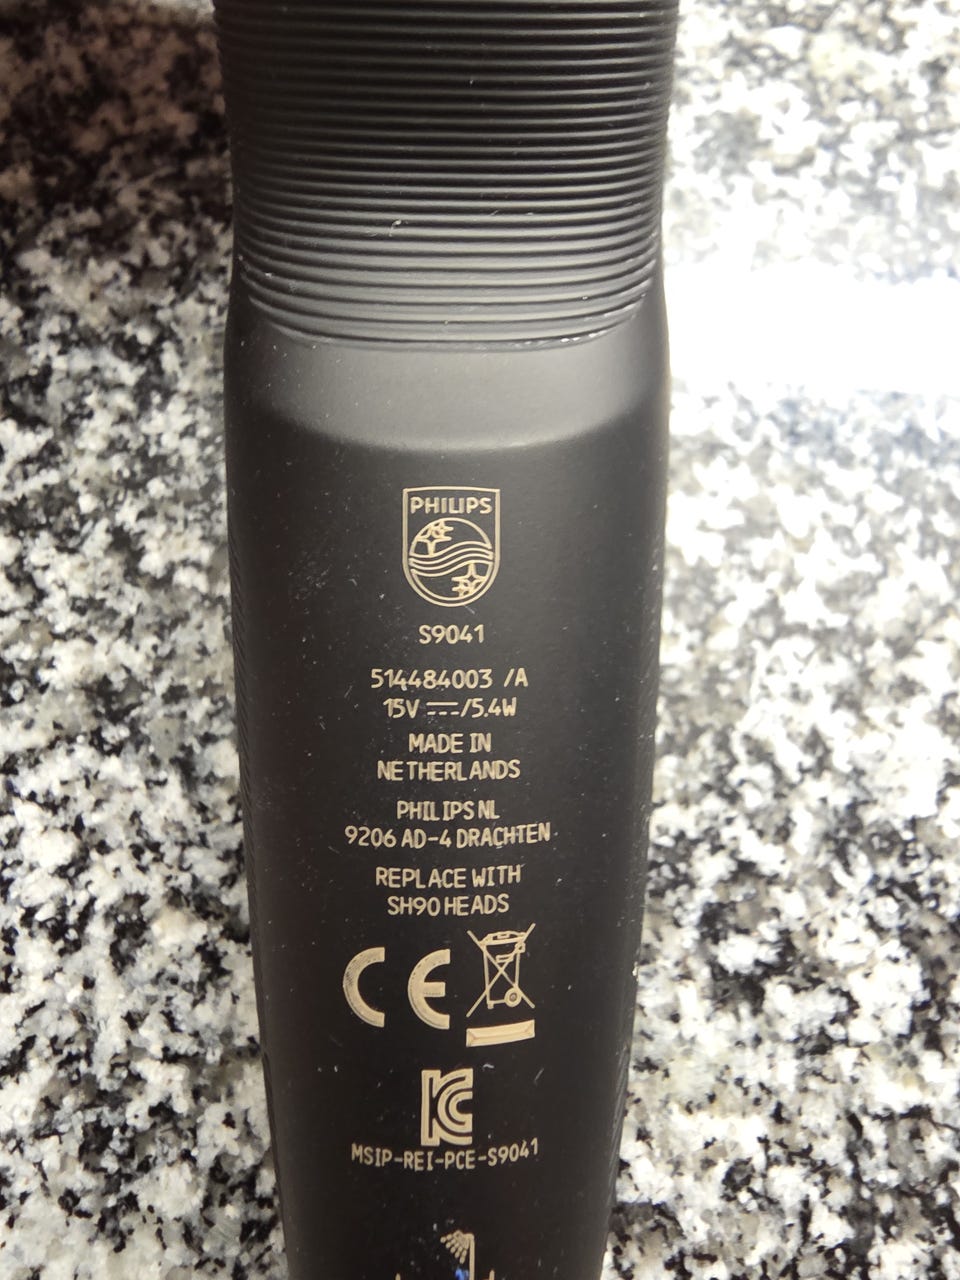 PHILIPS
S9041
514484003 /A
15V ⎓/5.4W
MADE IN
NETHERLANDS
PHILIPS NL
9206 AD-4 DRACHTEN
REPLACE WITH
SH90 HEADS
CE
KC
MSIP-REI-PCE-S9041